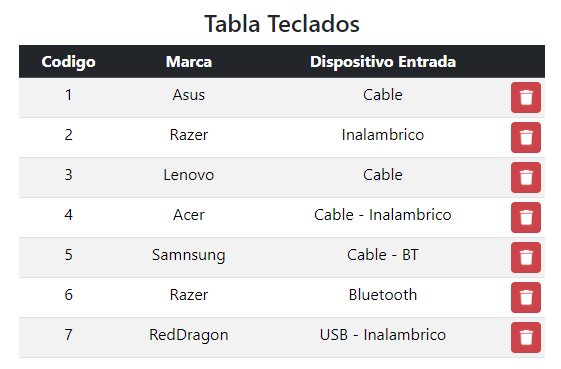 Tabla Teclados
Codigo Marca Dispositivo Entrada
1 Asus Cable
2 Razer Inalambrico
3 Lenovo Cable
4 Acer Cable - Inalambrico
5 Samnsung Cable - BT
6 Razer Bluetooth
7 RedDragon USB - Inalambrico